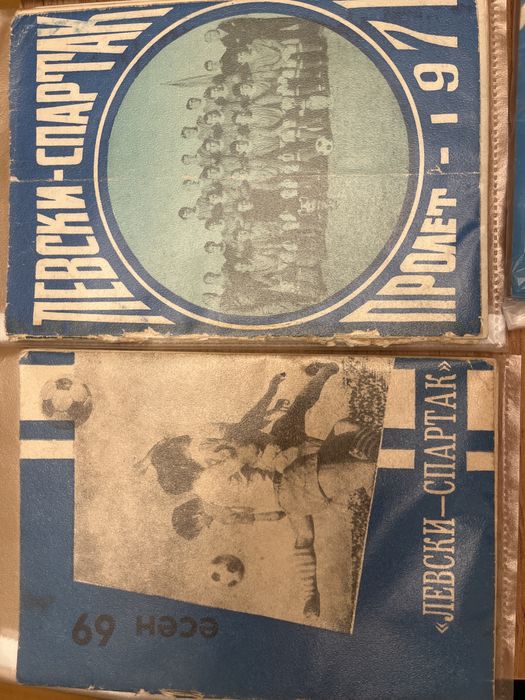 ЛЕВСКИ-СПАРТАК
ПРОЛЕТ - 197
«ЛЕВСКИ—СПАРТАК»
есен 69